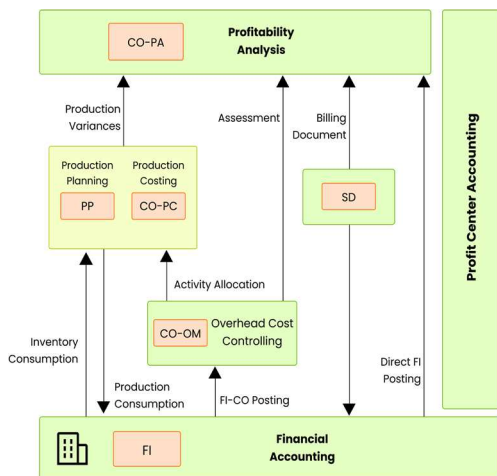 CO-PA
Profitability
Analysis
Production
Variances
Assessment
Billing
Document
Production
Planning
Production
Costing
PP
CO-PC
SD
Profit Center Accounting
Activity Allocation
CO-OM
Overhead Cost
Controlling
Inventory
Consumption
Direct FI
Posting
Production
Consumption
FI-CO Posting
FI
Financial
Accounting